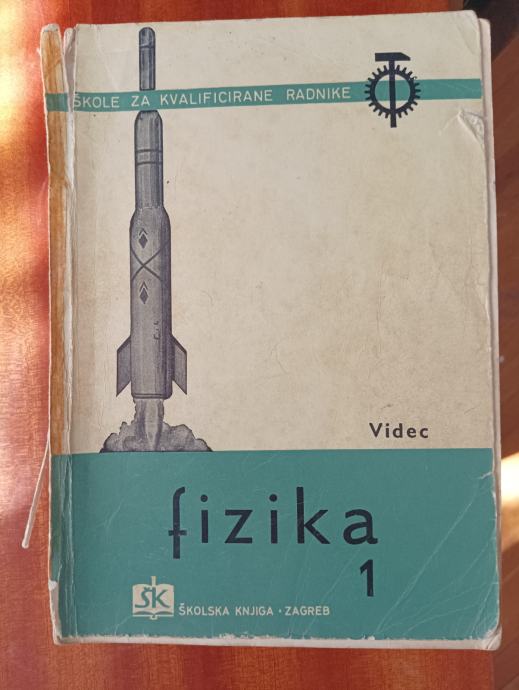 ŠKOLE ZA KVALIFICIRANE RADNIKE
Videc
fizika
1
ŠK
ŠKOLSKA KNJIGA • ZAGREB